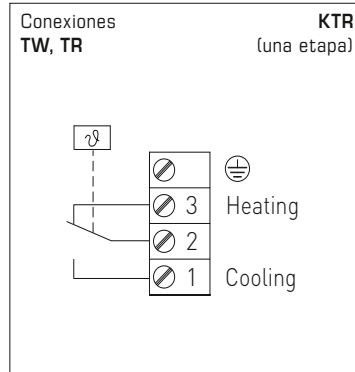 Conexiones KTR
TW, TR (una etapa)
ϑ
3 Heating
2
1 Cooling